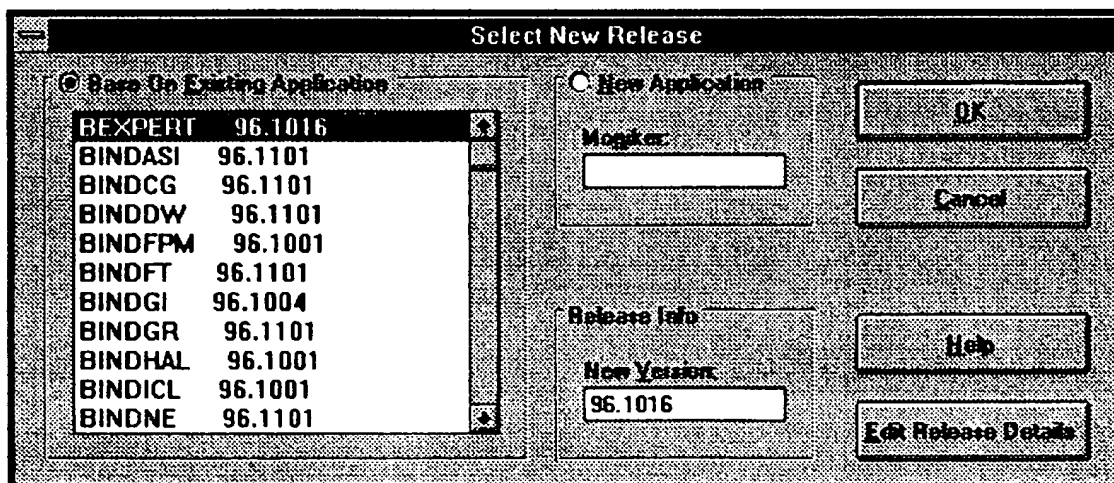 Select New Release
Base On Existing Application
BEXPERT 96.1016
BINDASI 96.1101
BINDCG 96.1101
BINDDW 96.1101
BINDFPM 96.1001
BINDFT 96.1101
BINDGI 96.1004
BINDGR 96.1101
BINDHAL 96.1001
BINDICL 96.1001
BINDNE 96.1101
New Application
Moniker:
Release Info
New Version:
96.1016
OK
Cancel
Help
Edit Release Details